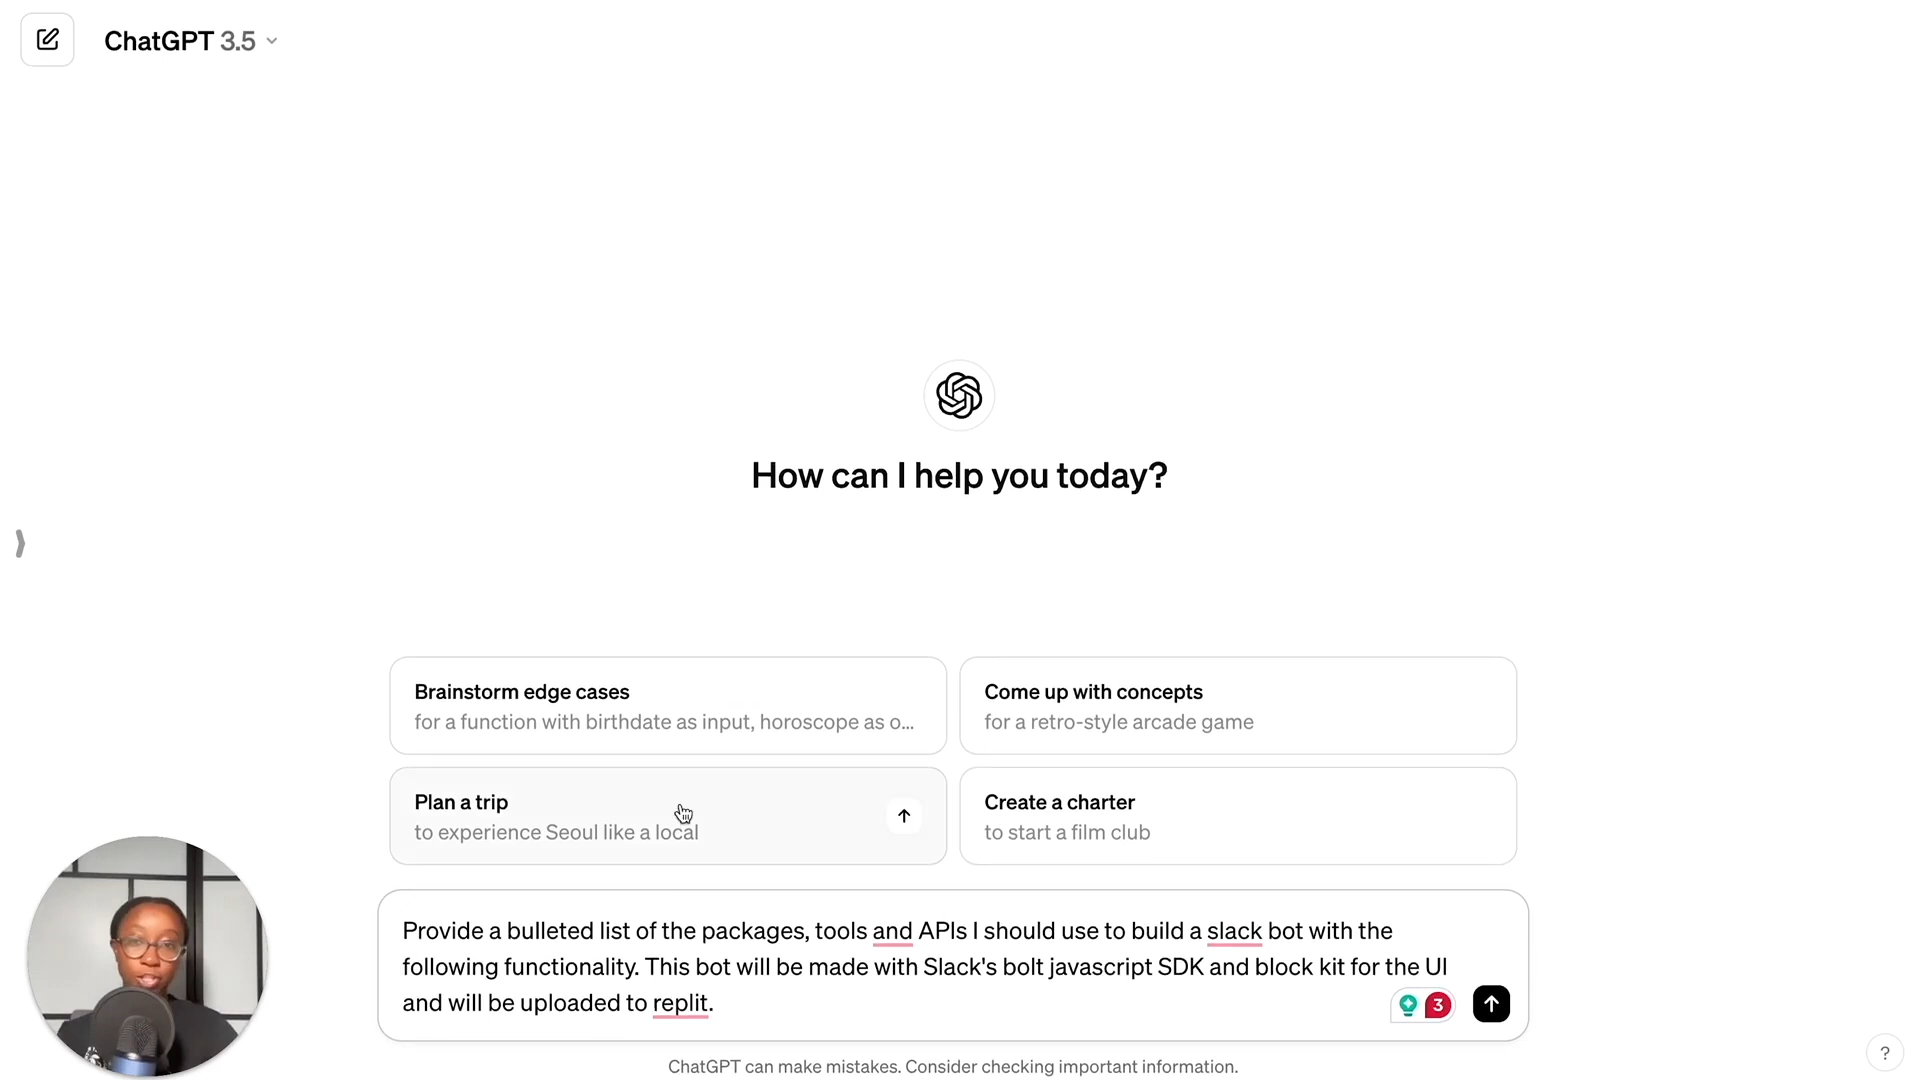 ChatGPT 3.5
How can I help you today?
Brainstorm edge cases
for a function with birthdate as input, horoscope as o...
Come up with concepts
for a retro-style arcade game
Plan a trip
to experience Seoul like a local
Create a charter
to start a film club
Provide a bulleted list of the packages, tools and APIs I should use to build a slack bot with the
following functionality. This bot will be made with Slack's bolt javascript SDK and block kit for the UI
and will be uploaded to replit.
3
ChatGPT can make mistakes. Consider checking important information.
?